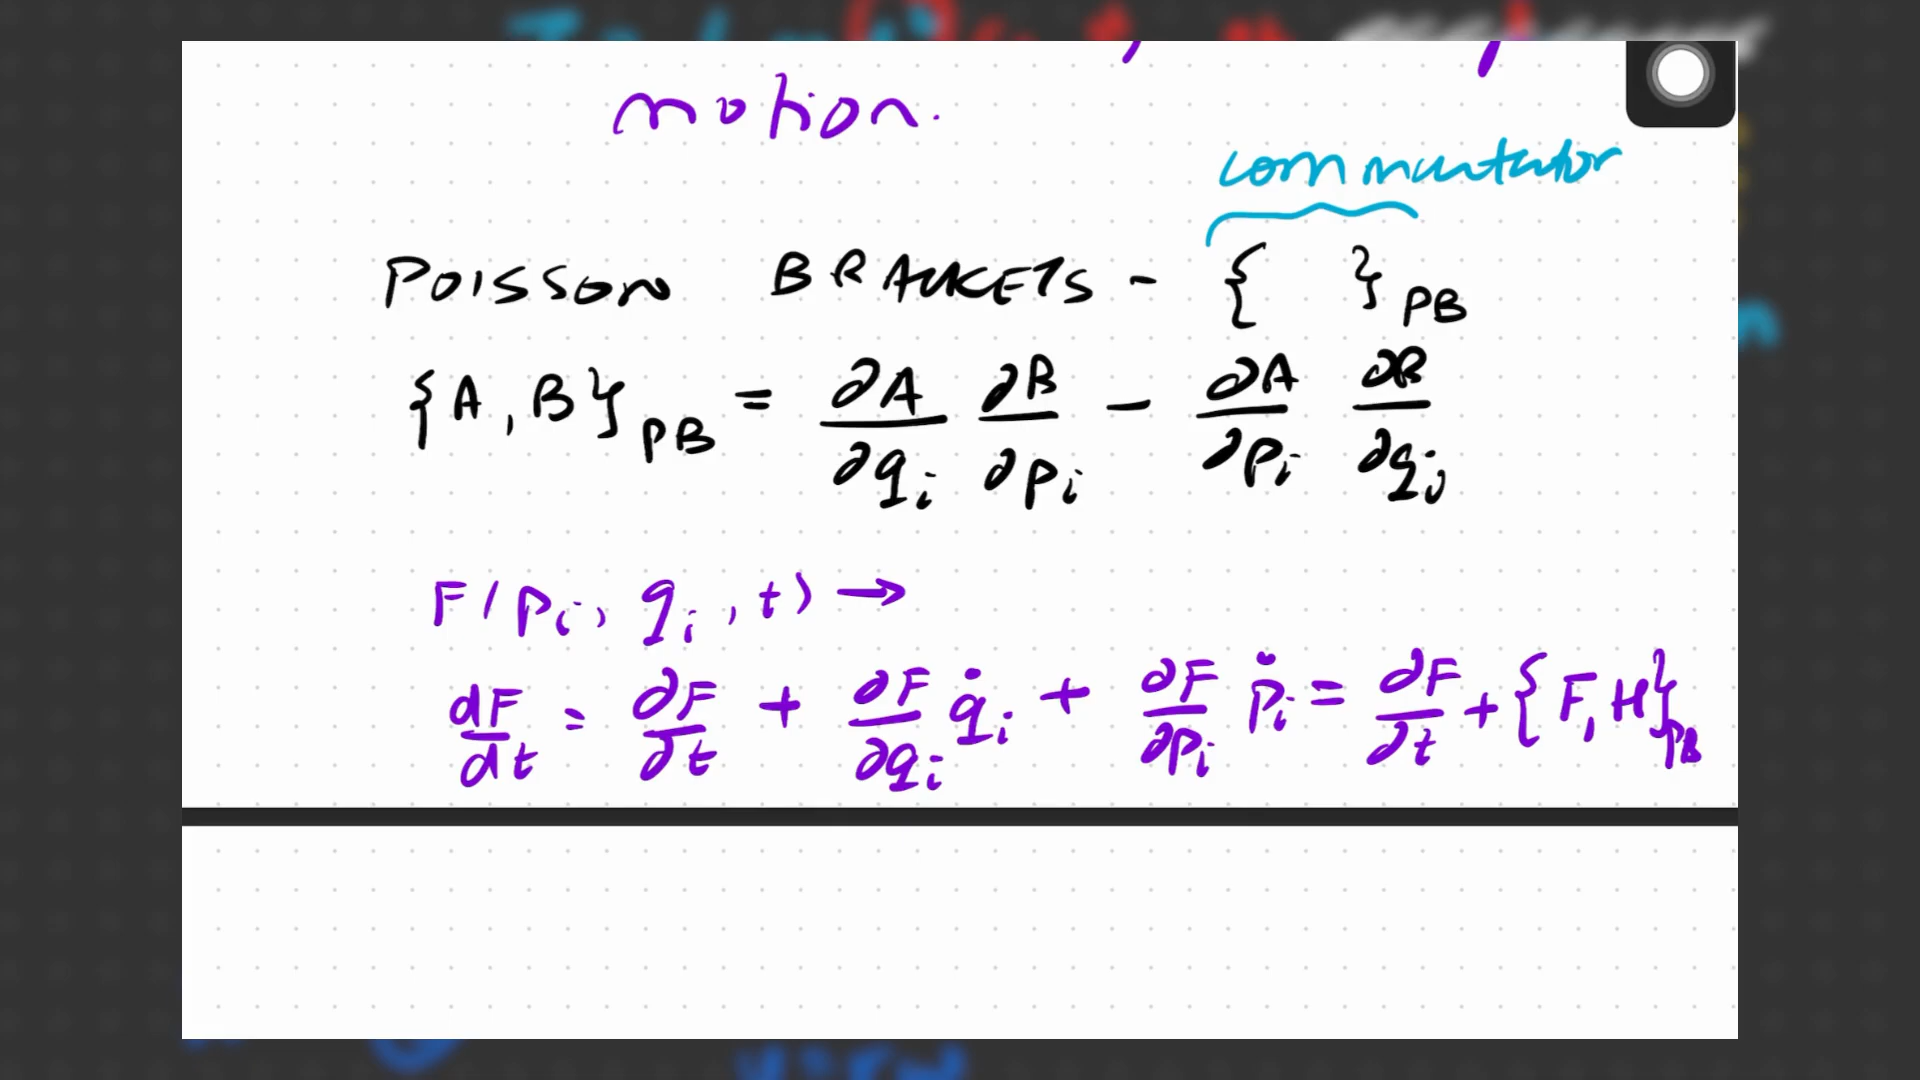 motion.
commutator
POISSON BRACKETS - { }PB
{A, B}PB = ∂A/∂qi ∂B/∂pi - ∂A/∂pi ∂B/∂qi
F(pi, qi, t) →
dF/dt = ∂F/∂t + ∂F/∂qi q̇i + ∂F/∂pi ṗi = ∂F/∂t + {F, H}PB